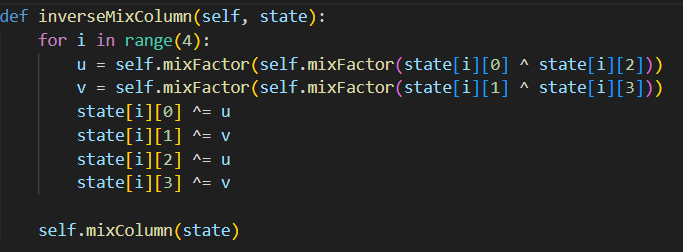 def inverseMixColumn(self, state):
    for i in range(4):
        u = self.mixFactor(self.mixFactor(state[i][0] ^ state[i][2]))
        v = self.mixFactor(self.mixFactor(state[i][1] ^ state[i][3]))
        state[i][0] ^= u
        state[i][1] ^= v
        state[i][2] ^= u
        state[i][3] ^= v

    self.mixColumn(state)